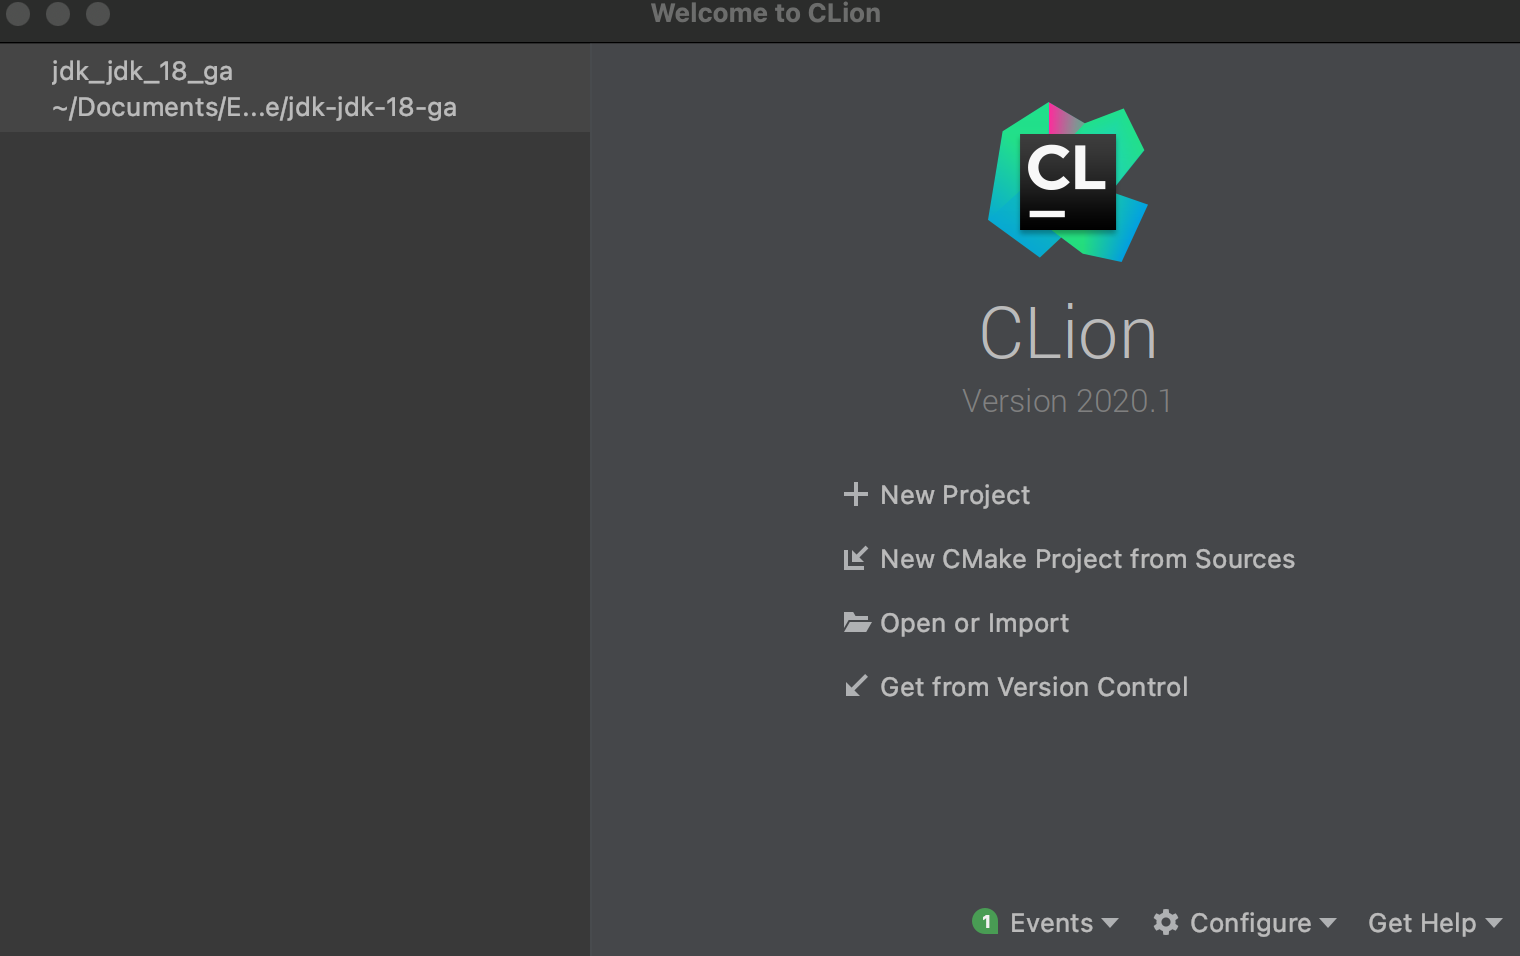 Welcome to CLion
jdk_jdk_18_ga
~/Documents/E...e/jdk-jdk-18-ga
CL
CLion
Version 2020.1
New Project
New CMake Project from Sources
Open or Import
Get from Version Control
1 Events
Configure
Get Help